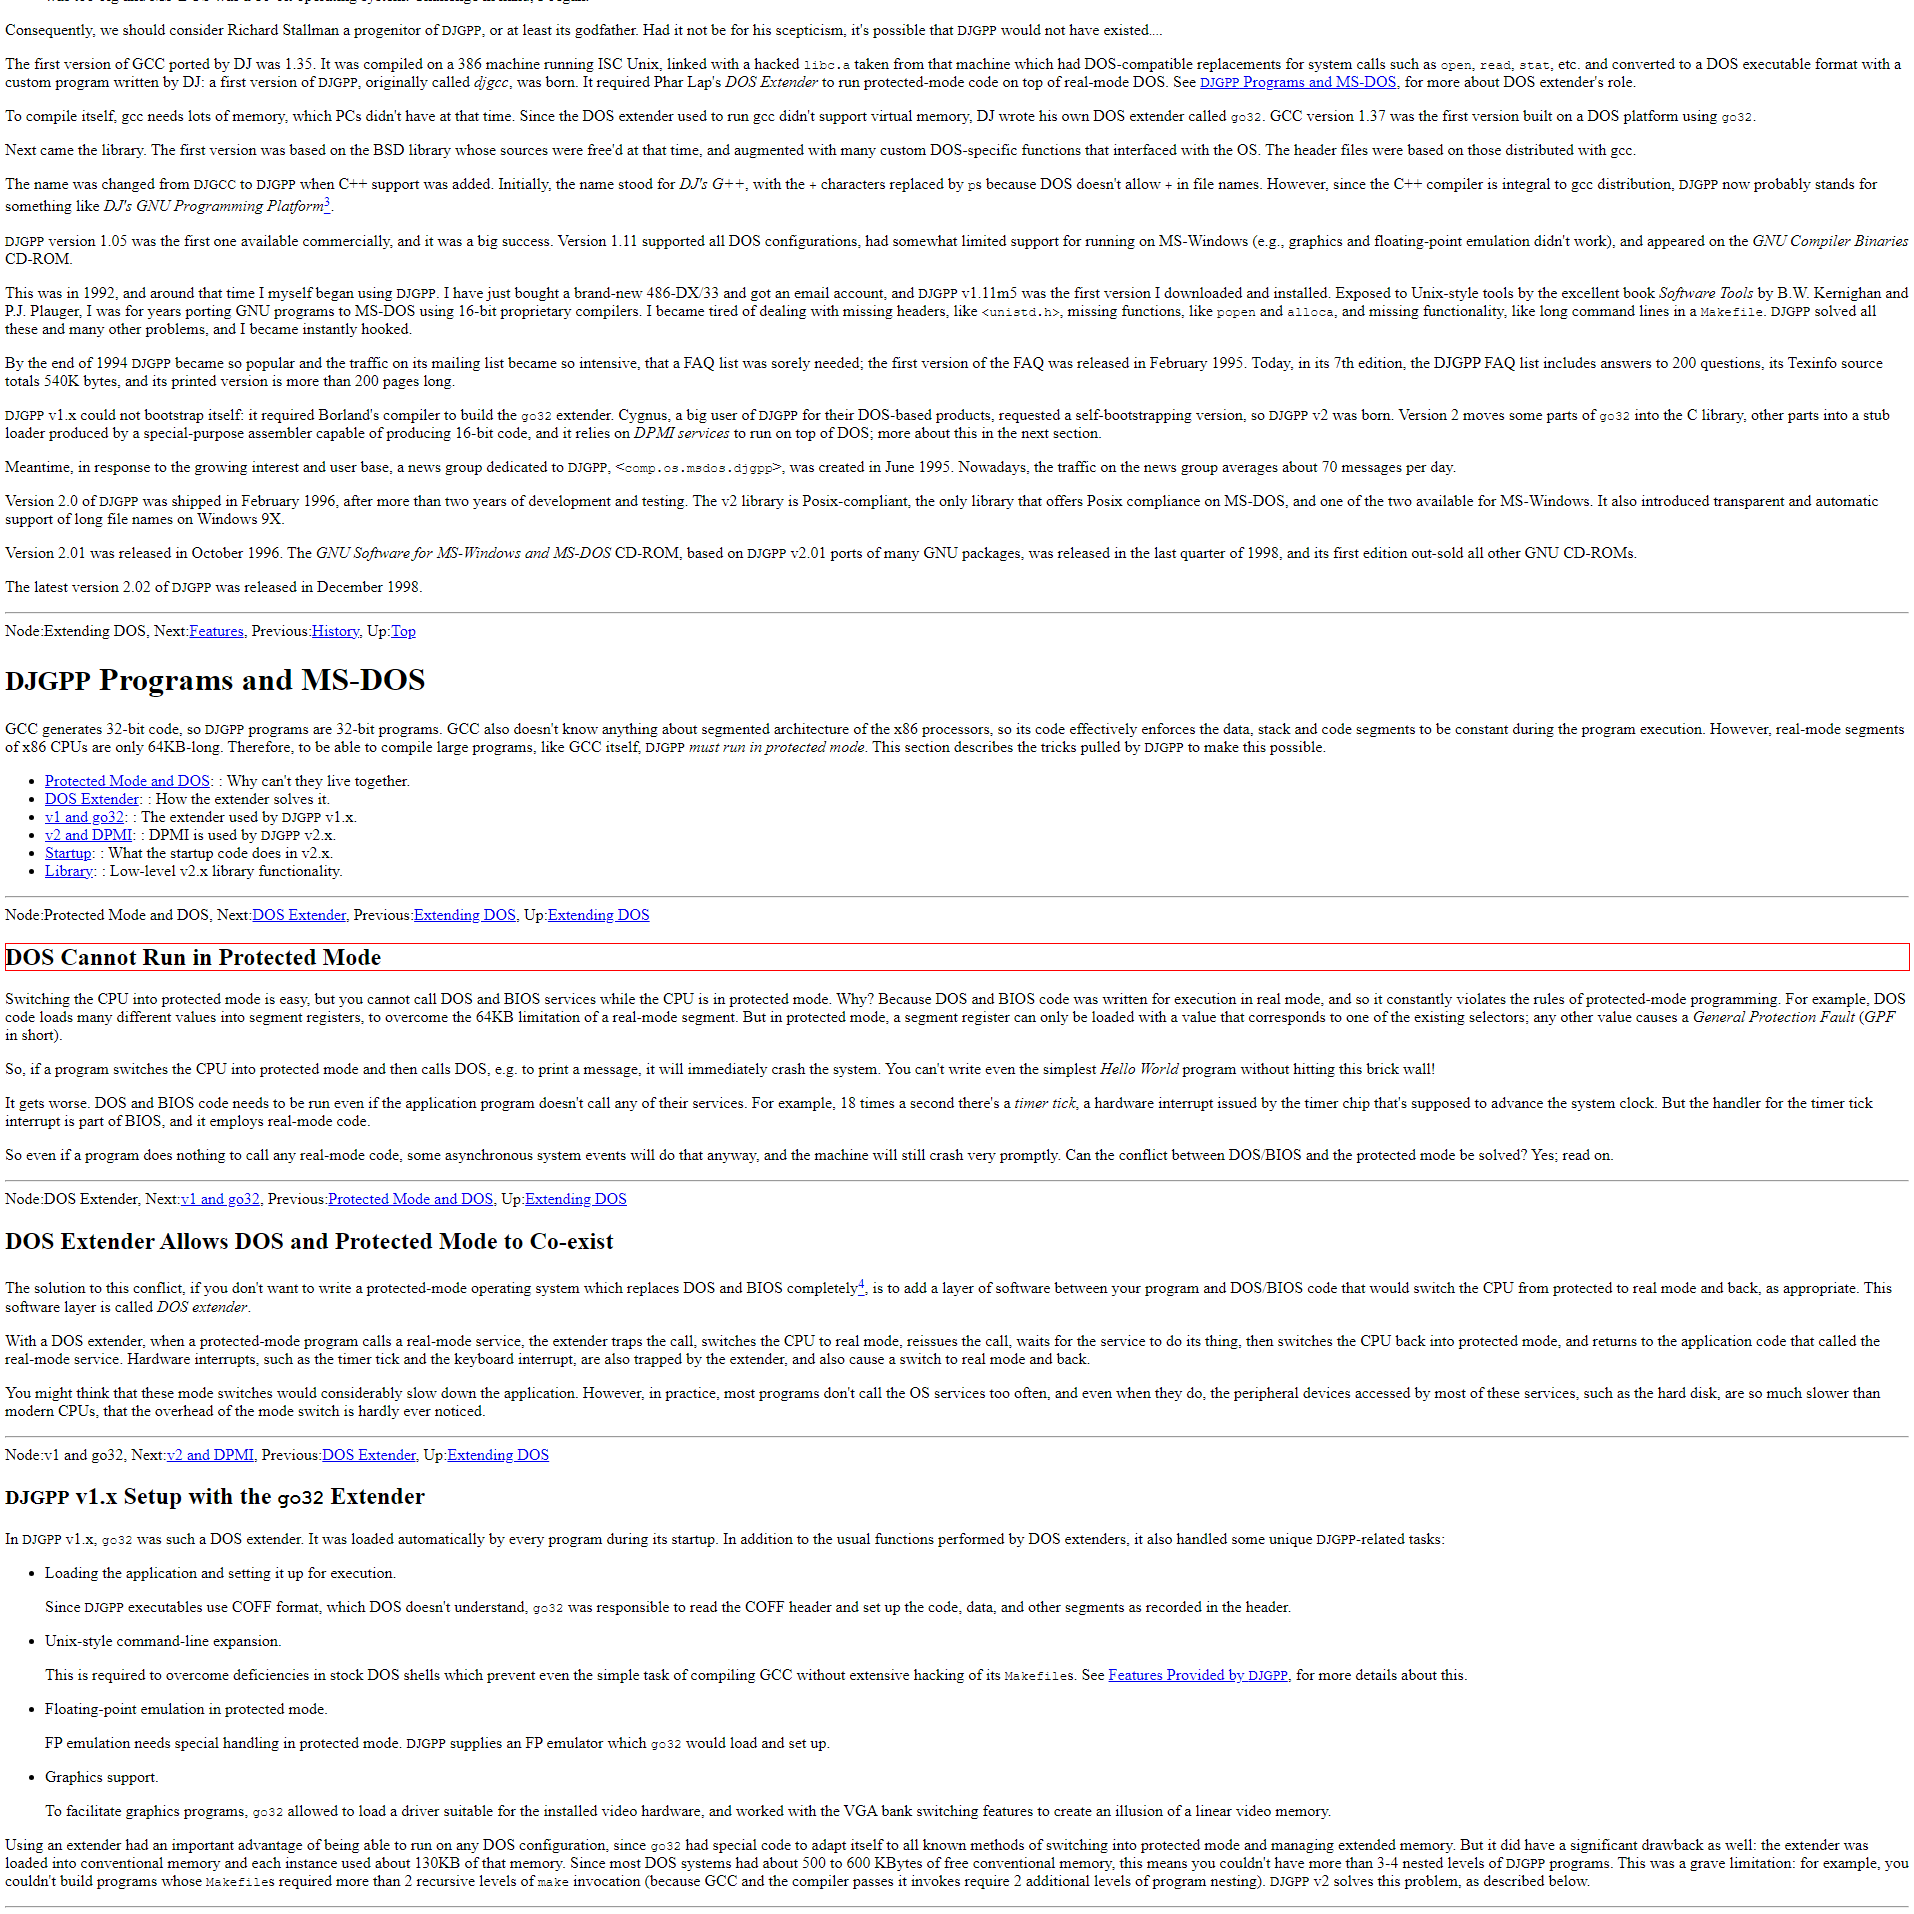 Consequently, we should consider Richard Stallman a progenitor of DJGPP, or at least its godfather. Had it not be for his scepticism, it's possible that DJGPP would not have existed....
The first version of GCC ported by DJ was 1.35. It was compiled on a 386 machine running ISC Unix, linked with a hacked libc.a taken from that machine which had DOS-compatible replacements for system calls such as open, read, stat, etc. and converted to a DOS executable format with a
custom program written by DJ: a first version of DJGPP, originally called djgcc, was born. It required Phar Lap's DOS Extender to run protected-mode code on top of real-mode DOS. See DJGPP Programs and MS-DOS, for more about DOS extender's role.
To compile itself, gcc needs lots of memory, which PCs didn't have at that time. Since the DOS extender used to run gcc didn't support virtual memory, DJ wrote his own DOS extender called go32. GCC version 1.37 was the first version built on a DOS platform using go32.
Next came the library. The first version was based on the BSD library whose sources were free'd at that time, and augmented with many custom DOS-specific functions that interfaced with the OS. The header files were based on those distributed with gcc.
The name was changed from DJGCC to DJGPP when C++ support was added. Initially, the name stood for DJ's G++, with the + characters replaced by ps because DOS doesn't allow + in file names. However, since the C++ compiler is integral to gcc distribution, DJGPP now probably stands for
something like DJ's GNU Programming Platform3.
DJGPP version 1.05 was the first one available commercially, and it was a big success. Version 1.11 supported all DOS configurations, had somewhat limited support for running on MS-Windows (e.g., graphics and floating-point emulation didn't work), and appeared on the GNU Compiler Binaries
CD-ROM.
This was in 1992, and around that time I myself began using DJGPP. I have just bought a brand-new 486-DX/33 and got an email account, and DJGPP v1.11m5 was the first version I downloaded and installed. Exposed to Unix-style tools by the excellent book Software Tools by B.W. Kernighan and
P.J. Plauger, I was for years porting GNU programs to MS-DOS using 16-bit proprietary compilers. I became tired of dealing with missing headers, like <unistd.h>, missing functions, like popen and alloca, and missing functionality, like long command lines in a Makefile. DJGPP solved all
these and many other problems, and I became instantly hooked.
By the end of 1994 DJGPP became so popular and the traffic on its mailing list became so intensive, that a FAQ list was sorely needed; the first version of the FAQ was released in February 1995. Today, in its 7th edition, the DJGPP FAQ list includes answers to 200 questions, its Texinfo source
totals 540K bytes, and its printed version is more than 200 pages long.
DJGPP v1.x could not bootstrap itself: it required Borland's compiler to build the go32 extender. Cygnus, a big user of DJGPP for their DOS-based products, requested a self-bootstrapping version, so DJGPP v2 was born. Version 2 moves some parts of go32 into the C library, other parts into a stub
loader produced by a special-purpose assembler capable of producing 16-bit code, and it relies on DPMI services to run on top of DOS; more about this in the next section.
Meantime, in response to the growing interest and user base, a news group dedicated to DJGPP, <comp.os.msdos.djgpp>, was created in June 1995. Nowadays, the traffic on the news group averages about 70 messages per day.
Version 2.0 of DJGPP was shipped in February 1996, after more than two years of development and testing. The v2 library is Posix-compliant, the only library that offers Posix compliance on MS-DOS, and one of the two available for MS-Windows. It also introduced transparent and automatic
support of long file names on Windows 9X.
Version 2.01 was released in October 1996. The GNU Software for MS-Windows and MS-DOS CD-ROM, based on DJGPP v2.01 ports of many GNU packages, was released in the last quarter of 1998, and its first edition out-sold all other GNU CD-ROMs.
The latest version 2.02 of DJGPP was released in December 1998.
Node:Extending DOS, Next:Features, Previous:History, Up:Top
DJGPP Programs and MS-DOS
GCC generates 32-bit code, so DJGPP programs are 32-bit programs. GCC also doesn't know anything about segmented architecture of the x86 processors, so its code effectively enforces the data, stack and code segments to be constant during the program execution. However, real-mode segments
of x86 CPUs are only 64KB-long. Therefore, to be able to compile large programs, like GCC itself, DJGPP must run in protected mode. This section describes the tricks pulled by DJGPP to make this possible.
• Protected Mode and DOS: : Why can't they live together.
• DOS Extender: : How the extender solves it.
• v1 and go32: : The extender used by DJGPP v1.x.
• v2 and DPMI: : DPMI is used by DJGPP v2.x.
• Startup: : What the startup code does in v2.x.
• Library: : Low-level v2.x library functionality.
Node:Protected Mode and DOS, Next:DOS Extender, Previous:Extending DOS, Up:Extending DOS
DOS Cannot Run in Protected Mode
Switching the CPU into protected mode is easy, but you cannot call DOS and BIOS services while the CPU is in protected mode. Why? Because DOS and BIOS code was written for execution in real mode, and so it constantly violates the rules of protected-mode programming. For example, DOS
code loads many different values into segment registers, to overcome the 64KB limitation of a real-mode segment. But in protected mode, a segment register can only be loaded with a value that corresponds to one of the existing selectors; any other value causes a General Protection Fault (GPF
in short).
So, if a program switches the CPU into protected mode and then calls DOS, e.g. to print a message, it will immediately crash the system. You can't write even the simplest Hello World program without hitting this brick wall!
It gets worse. DOS and BIOS code needs to be run even if the application program doesn't call any of their services. For example, 18 times a second there's a timer tick, a hardware interrupt issued by the timer chip that's supposed to advance the system clock. But the handler for the timer tick
interrupt is part of BIOS, and it employs real-mode code.
So even if a program does nothing to call any real-mode code, some asynchronous system events will do that anyway, and the machine will still crash very promptly. Can the conflict between DOS/BIOS and the protected mode be solved? Yes; read on.
Node:DOS Extender, Next:v1 and go32, Previous:Protected Mode and DOS, Up:Extending DOS
DOS Extender Allows DOS and Protected Mode to Co-exist
The solution to this conflict, if you don't want to write a protected-mode operating system which replaces DOS and BIOS completely4, is to add a layer of software between your program and DOS/BIOS code that would switch the CPU from protected to real mode and back, as appropriate. This
software layer is called DOS extender.
With a DOS extender, when a protected-mode program calls a real-mode service, the extender traps the call, switches the CPU to real mode, reissues the call, waits for the service to do its thing, then switches the CPU back into protected mode, and returns to the application code that called the
real-mode service. Hardware interrupts, such as the timer tick and the keyboard interrupt, are also trapped by the extender, and also cause a switch to real mode and back.
You might think that these mode switches would considerably slow down the application. However, in practice, most programs don't call the OS services too often, and even when they do, the peripheral devices accessed by most of these services, such as the hard disk, are so much slower than
modern CPUs, that the overhead of the mode switch is hardly ever noticed.
Node:v1 and go32, Next:v2 and DPMI, Previous:DOS Extender, Up:Extending DOS
DJGPP v1.x Setup with the go32 Extender
In DJGPP v1.x, go32 was such a DOS extender. It was loaded automatically by every program during its startup. In addition to the usual functions performed by DOS extenders, it also handled some unique DJGPP-related tasks:
• Loading the application and setting it up for execution.
Since DJGPP executables use COFF format, which DOS doesn't understand, go32 was responsible to read the COFF header and set up the code, data, and other segments as recorded in the header.
• Unix-style command-line expansion.
This is required to overcome deficiencies in stock DOS shells which prevent even the simple task of compiling GCC without extensive hacking of its Makefiles. See Features Provided by DJGPP, for more details about this.
• Floating-point emulation in protected mode.
FP emulation needs special handling in protected mode. DJGPP supplies an FP emulator which go32 would load and set up.
• Graphics support.
To facilitate graphics programs, go32 allowed to load a driver suitable for the installed video hardware, and worked with the VGA bank switching features to create an illusion of a linear video memory.
Using an extender had an important advantage of being able to run on any DOS configuration, since go32 had special code to adapt itself to all known methods of switching into protected mode and managing extended memory. But it did have a significant drawback as well: the extender was
loaded into conventional memory and each instance used about 130KB of that memory. Since most DOS systems had about 500 to 600 KBytes of free conventional memory, this means you couldn't have more than 3-4 nested levels of DJGPP programs. This was a grave limitation: for example, you
couldn't build programs whose Makefiles required more than 2 recursive levels of make invocation (because GCC and the compiler passes it invokes require 2 additional levels of program nesting). DJGPP v2 solves this problem, as described below.